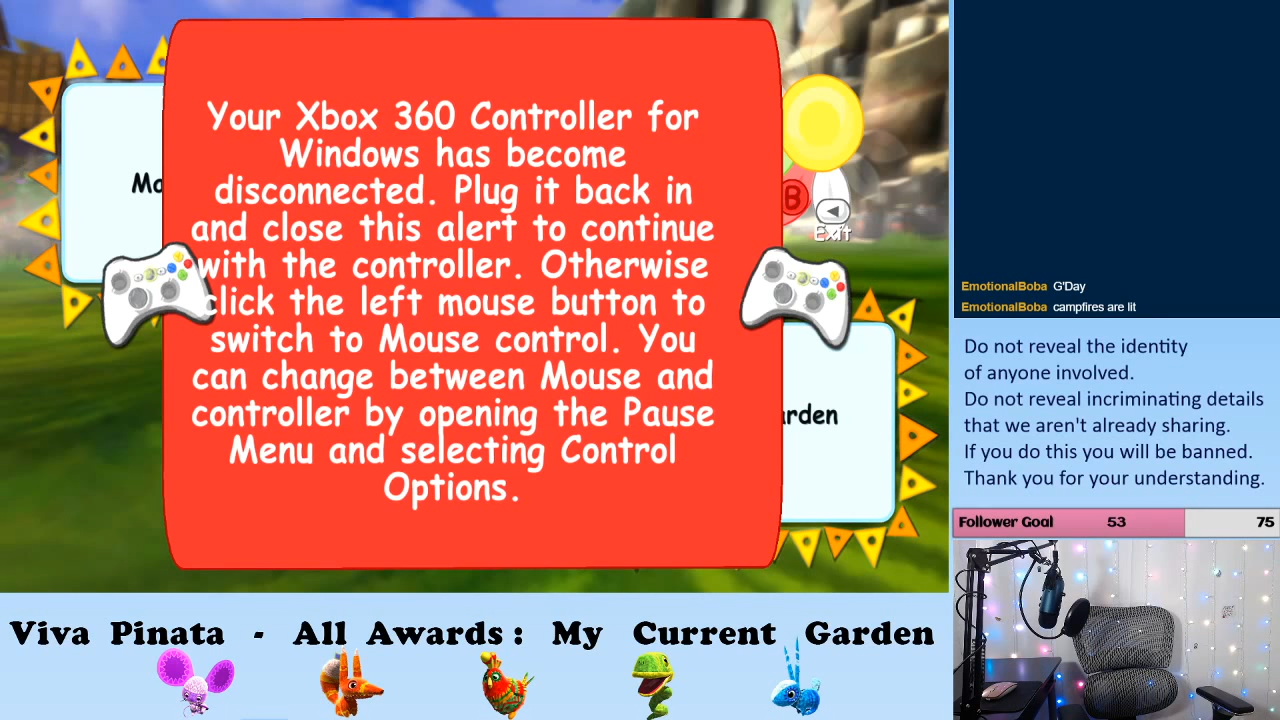 Your Xbox 360 Controller for
Windows has become
disconnected. Plug it back in
and close this alert to continue
with the controller. Otherwise
click the left mouse button to
switch to Mouse control. You
can change between Mouse and
controller by opening the Pause
Menu and selecting Control
Options.
B
Exit
EmotionalBoba G'Day
EmotionalBoba campfires are lit
Do not reveal the identity
of anyone involved.
Do not reveal incriminating details
that we aren't already sharing.
If you do this you will be banned.
Thank you for your understanding.
Follower Goal 53 75
Viva Pinata - All Awards: My Current Garden